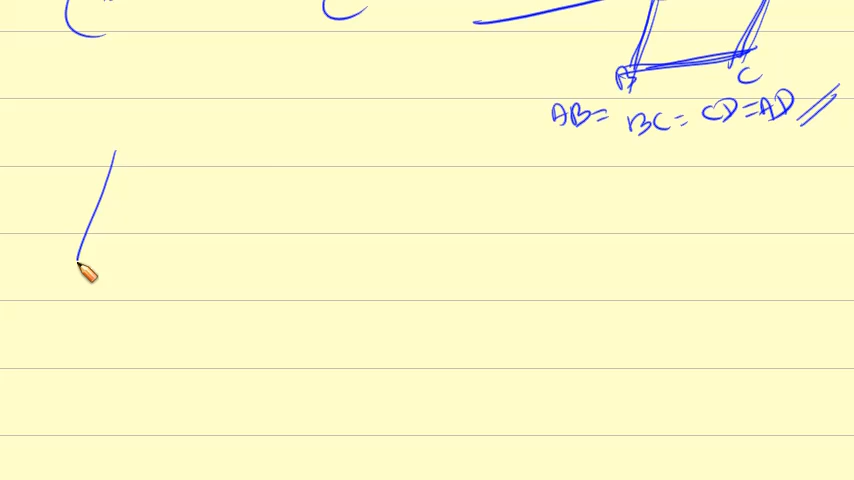 C
AB = BC = CD = AD